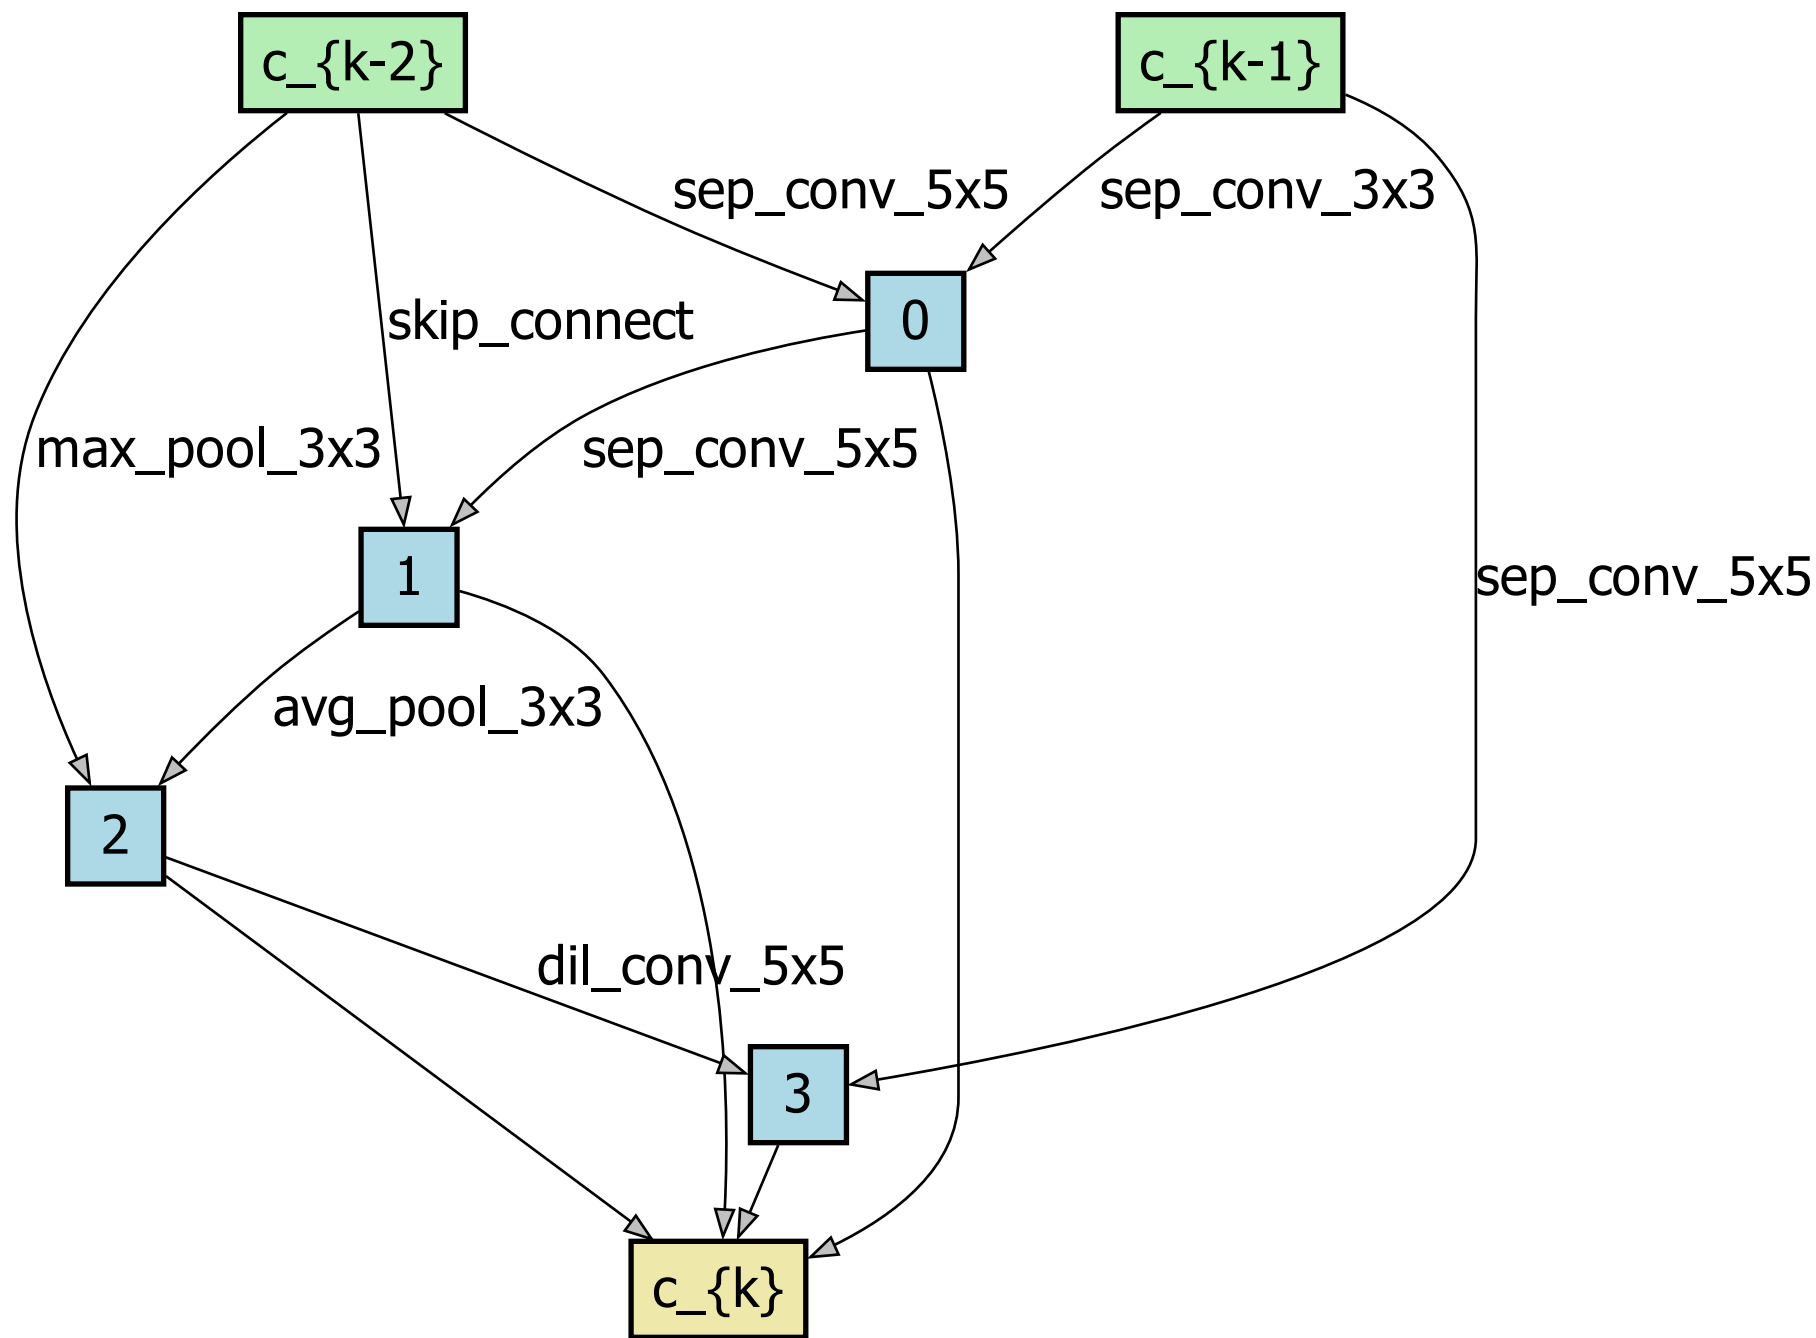 c_{k-2}
c_{k-1}
sep_conv_5x5
sep_conv_3x3
0
skip_connect
max_pool_3x3
sep_conv_5x5
1
sep_conv_5x5
avg_pool_3x3
2
dil_conv_5x5
3
c_{k}